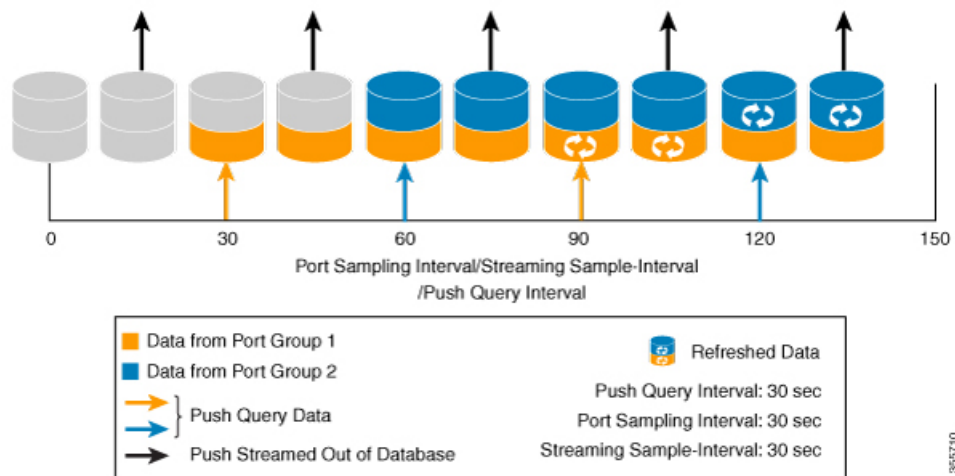 0 30 60 90 120 150
Port Sampling Interval/Streaming Sample-Interval
/Push Query Interval
Data from Port Group 1
Data from Port Group 2
Push Query Data
Push Streamed Out of Database
Refreshed Data
Push Query Interval: 30 sec
Port Sampling Interval: 30 sec
Streaming Sample-Interval: 30 sec
355710